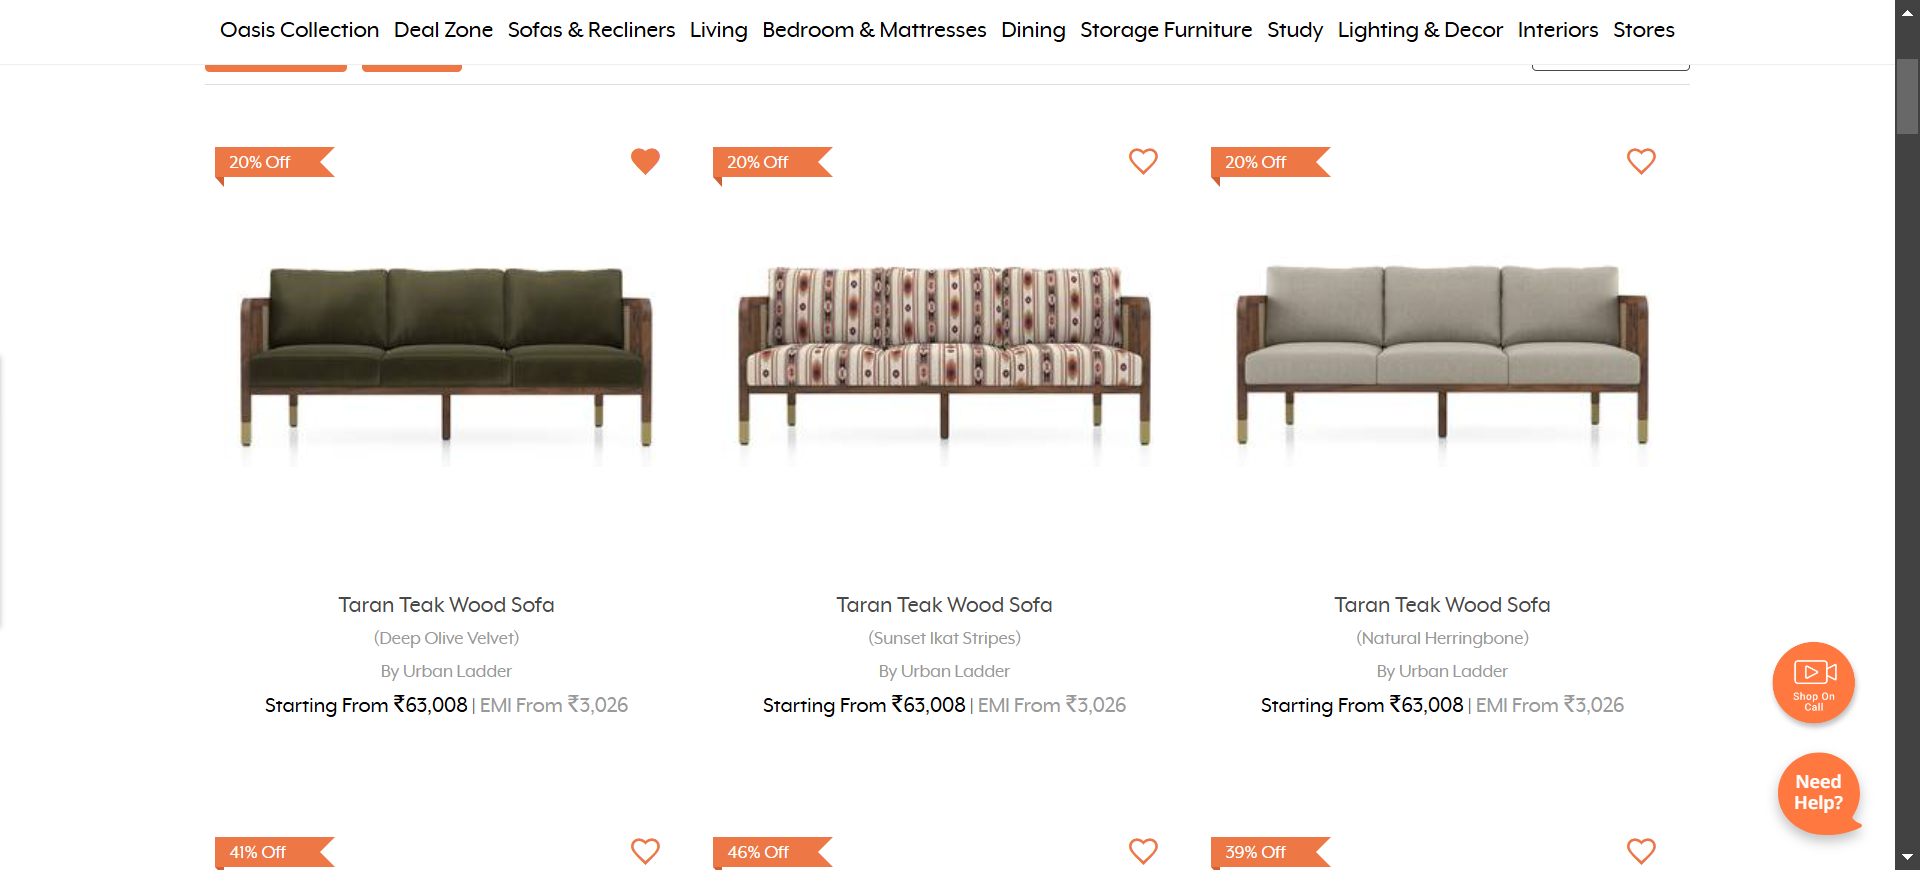 Oasis Collection Deal Zone Sofas & Recliners Living Bedroom & Mattresses Dining Storage Furniture Study Lighting & Decor Interiors Stores
20% Off
20% Off
20% Off
Taran Teak Wood Sofa
(Deep Olive Velvet)
By Urban Ladder
Starting From ₹63,008 | EMI From ₹3,026
Taran Teak Wood Sofa
(Sunset Ikat Stripes)
By Urban Ladder
Starting From ₹63,008 | EMI From ₹3,026
Taran Teak Wood Sofa
(Natural Herringbone)
By Urban Ladder
Starting From ₹63,008 | EMI From ₹3,026
Shop On
Call
Need
Help?
41% Off
46% Off
39% Off